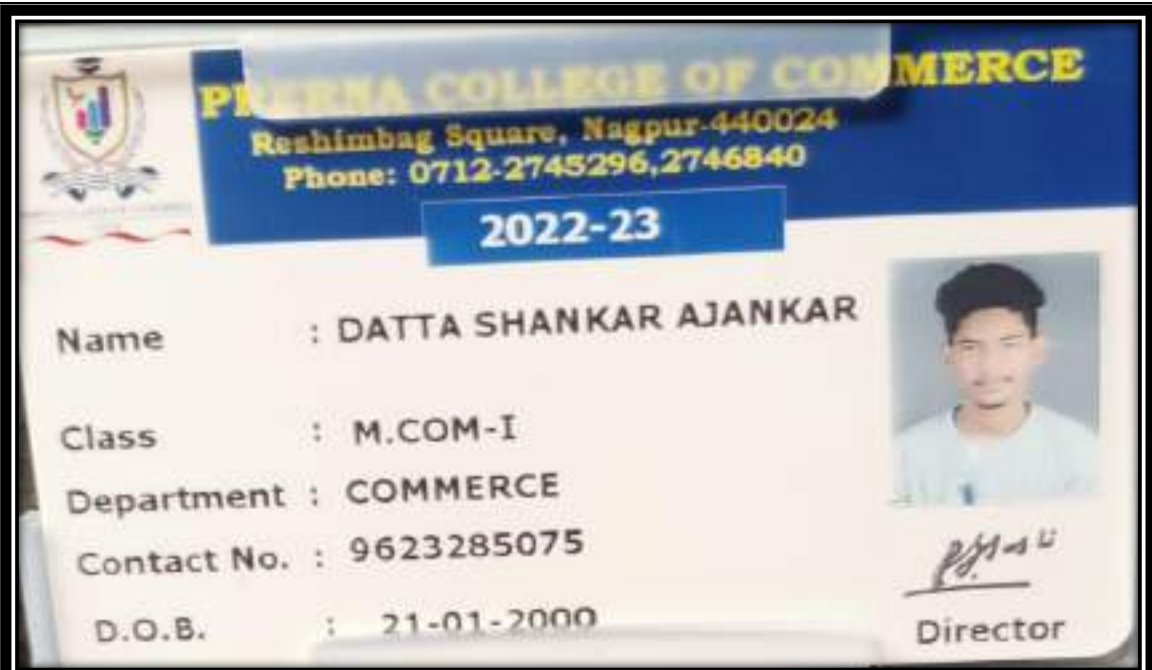 PRERNA COLLEGE OF COMMERCE
Reshimbag Square, Nagpur-440024
Phone: 0712-2745296,2746840
2022-23
Name : DATTA SHANKAR AJANKAR
Class : M.COM-I
Department : COMMERCE
Contact No. : 9623285075
D.O.B. : 21-01-2000
Director